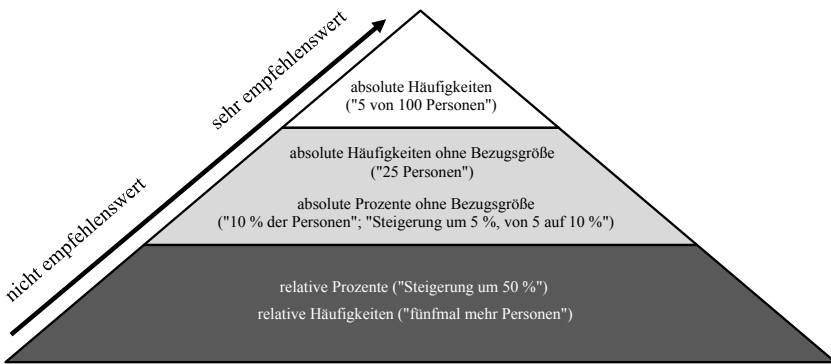 sehr empfehlenswert
nicht empfehlenswert
absolute Häufigkeiten
("5 von 100 Personen")
absolute Häufigkeiten ohne Bezugsgröße
("25 Personen")
absolute Prozente ohne Bezugsgröße
("10 % der Personen"; "Steigerung um 5 %, von 5 auf 10 %")
relative Prozente ("Steigerung um 50 %")
relative Häufigkeiten ("fünfmal mehr Personen")